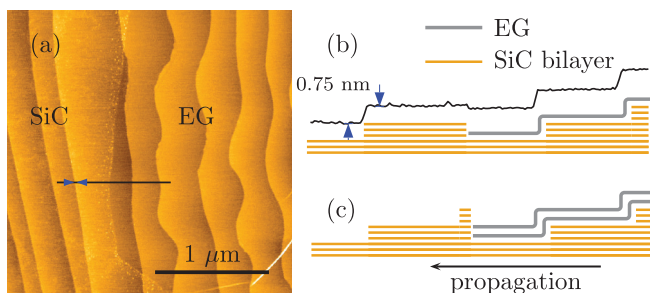 (a)
SiC
EG
1 μm
EG
SiC bilayer
(b)
0.75 nm
(c)
propagation